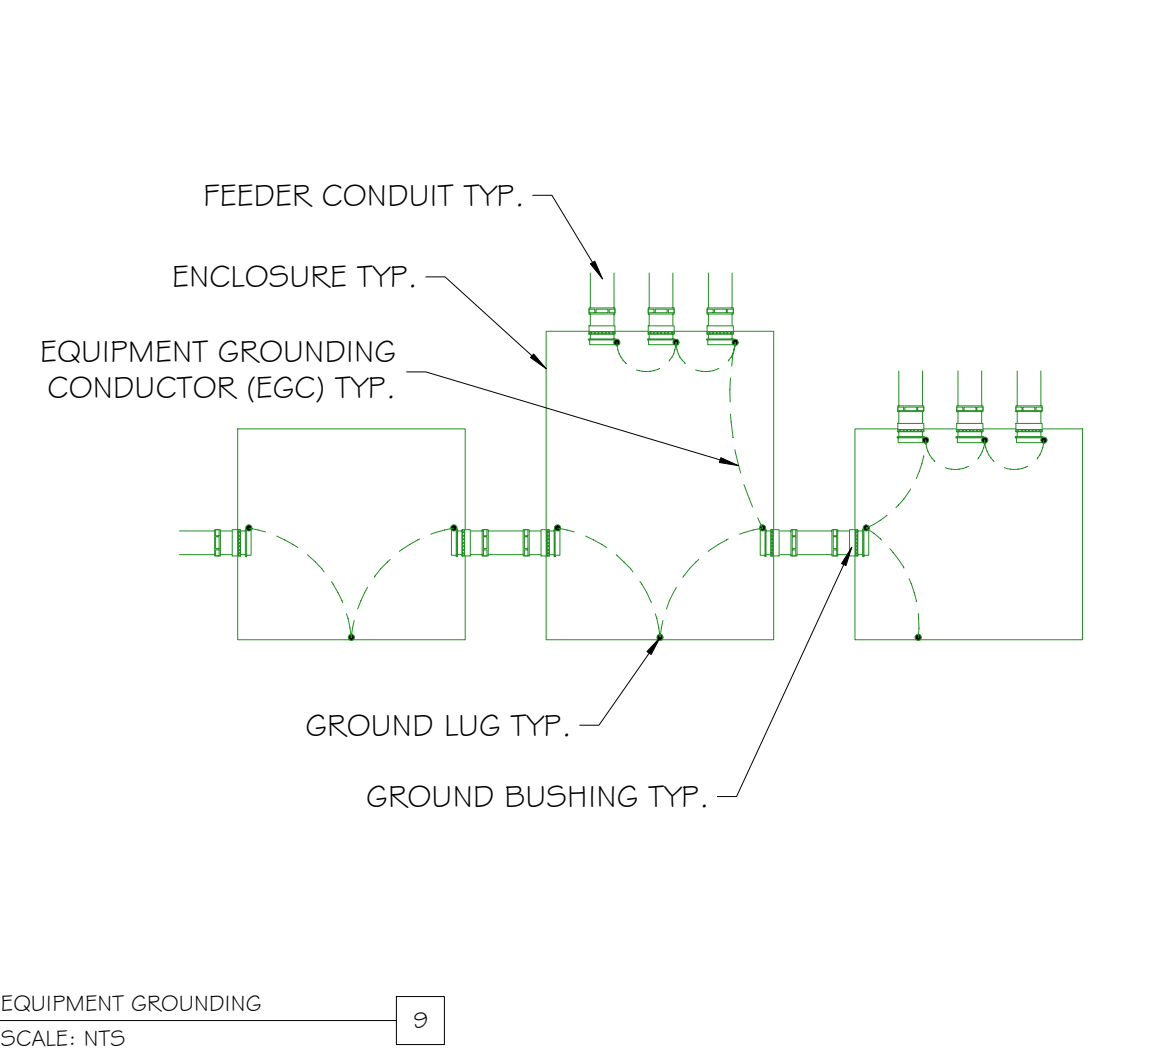 FEEDER CONDUIT TYP.
ENCLOSURE TYP.
EQUIPMENT GROUNDING
CONDUCTOR (EGC) TYP.
GROUND LUG TYP.
GROUND BUSHING TYP.
EQUIPMENT GROUNDING
9
SCALE: NTS